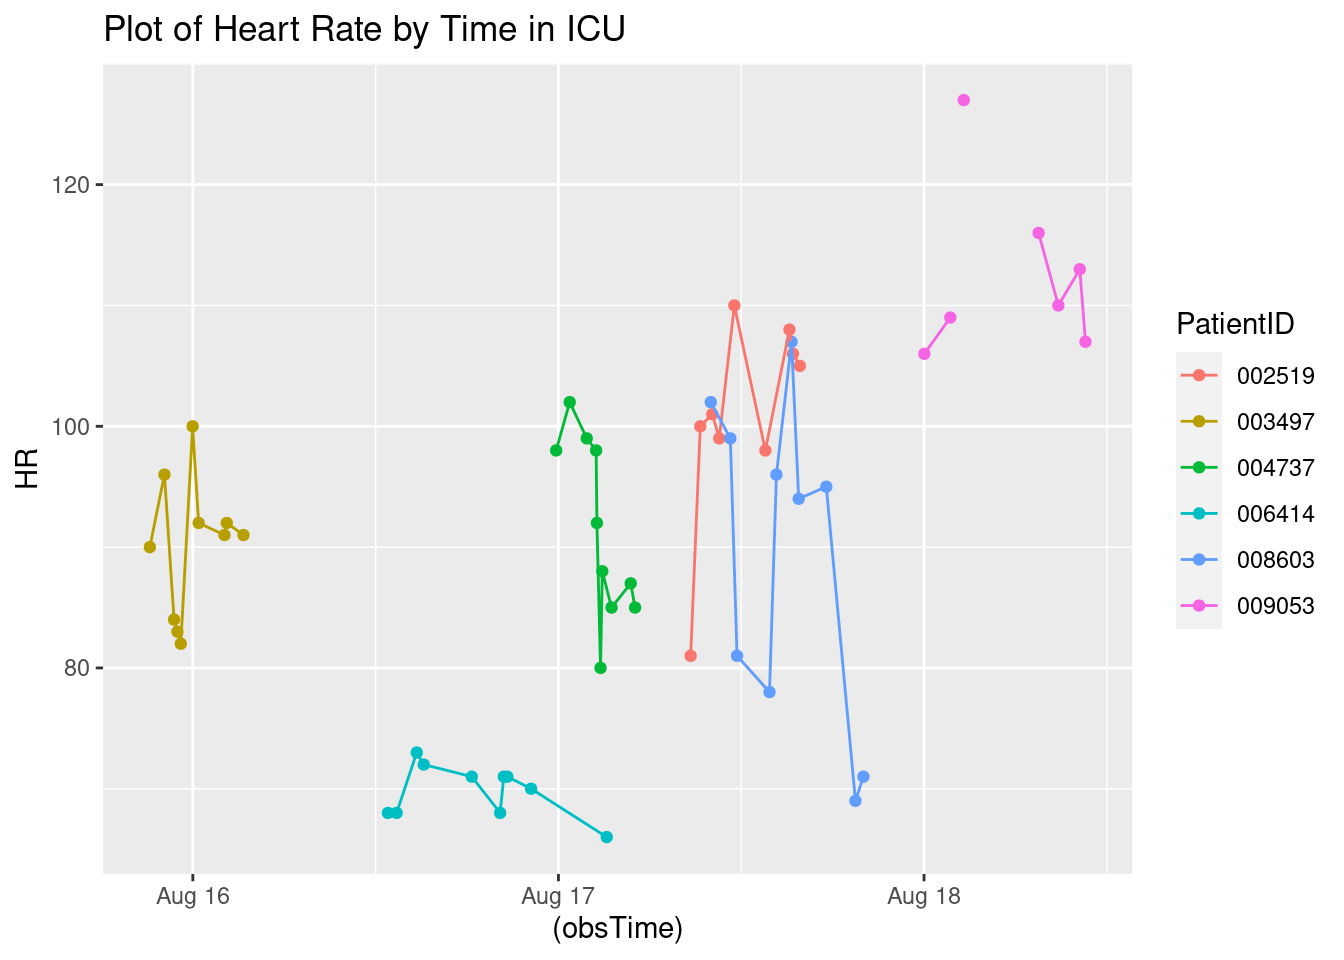 Plot of Heart Rate by Time in ICU
120
100
80
HR
Aug 16
Aug 17
Aug 18
(obsTime)
PatientID
002519
003497
004737
006414
008603
009053